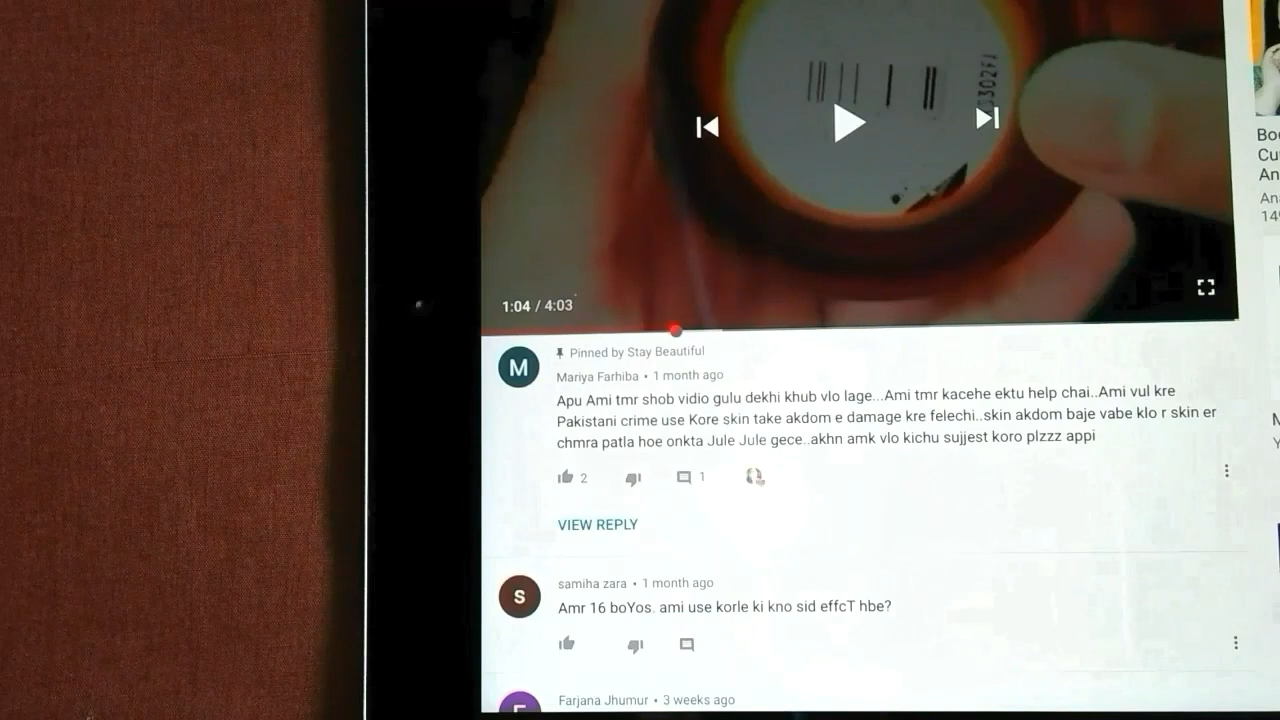 1:04 / 4:03
Pinned by Stay Beautiful
Mariya Farhiba • 1 month ago
Apu Ami tmr shob vidio gulu dekhi khub vlo lage...Ami tmr kacehe ektu help chai..Ami vul kre
Pakistani crime use Kore skin take akdom e damage kre felechi..skin akdom baje vabe klo r skin er
chmra patla hoe onkta Jule Jule gece..akhn amk vlo kichu sujjest koro plzzz appi
2
1
VIEW REPLY
samiha zara • 1 month ago
Amr 16 boYos. ami use korle ki kno sid effcT hbe?
Farjana Jhumur • 3 weeks ago
M
S
Boo
Cu
An
An